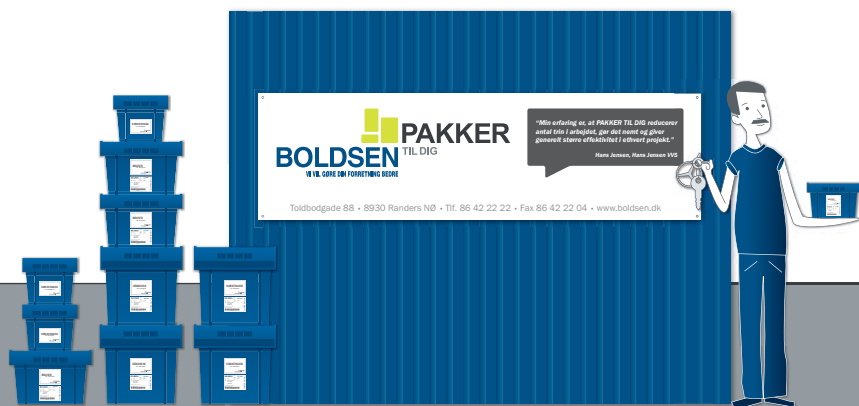 PAKKER
TIL DIG
BOLDSEN
VI VIL GØRE DIN FORRETNING BEDRE
"Min erfaring er, at PAKKER TIL DIG reducerer
antal trin i arbejdet, gør det nemt og giver
generelt større effektivitet i ethvert projekt."
Hans Jensen, Hans Jensen VVS
Toldbodgade 88 • 8930 Randers NØ • Tlf. 86 42 22 22 • Fax 86 42 22 04 • www.boldsen.dk